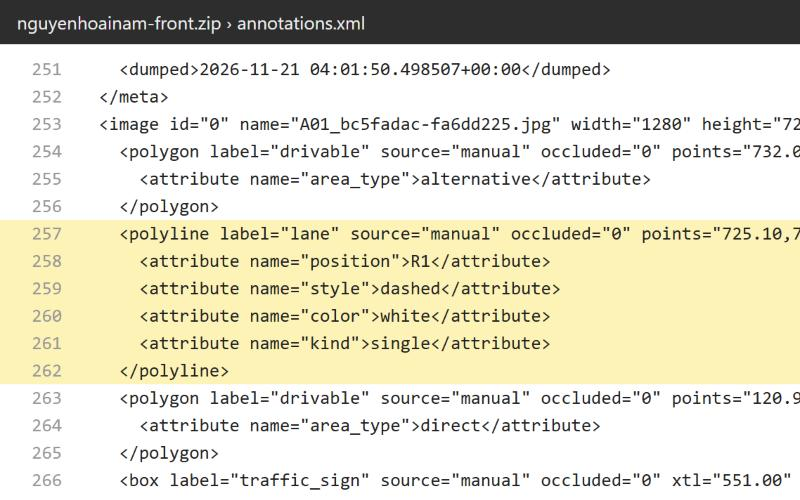 nguyenhoainam-front.zip › annotations.xml
251 <dumped>2026-11-21 04:01:50.498507+00:00</dumped>
252 </meta>
253 <image id="0" name="A01_bc5fadac-fa6dd225.jpg" width="1280" height="72
254 <polygon label="drivable" source="manual" occluded="0" points="732.0
255 <attribute name="area_type">alternative</attribute>
256 </polygon>
257 <polyline label="lane" source="manual" occluded="0" points="725.10,7
258 <attribute name="position">R1</attribute>
259 <attribute name="style">dashed</attribute>
260 <attribute name="color">white</attribute>
261 <attribute name="kind">single</attribute>
262 </polyline>
263 <polygon label="drivable" source="manual" occluded="0" points="120.9
264 <attribute name="area_type">direct</attribute>
265 </polygon>
266 <box label="traffic_sign" source="manual" occluded="0" xtl="551.00"